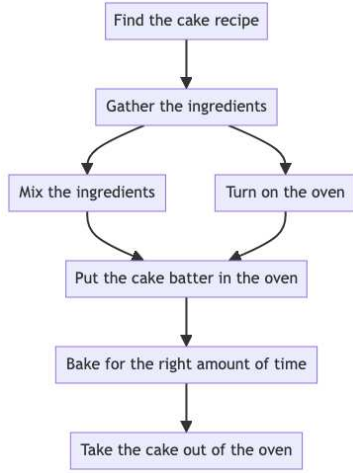 Find the cake recipe
Gather the ingredients
Mix the ingredients
Turn on the oven
Put the cake batter in the oven
Bake for the right amount of time
Take the cake out of the oven